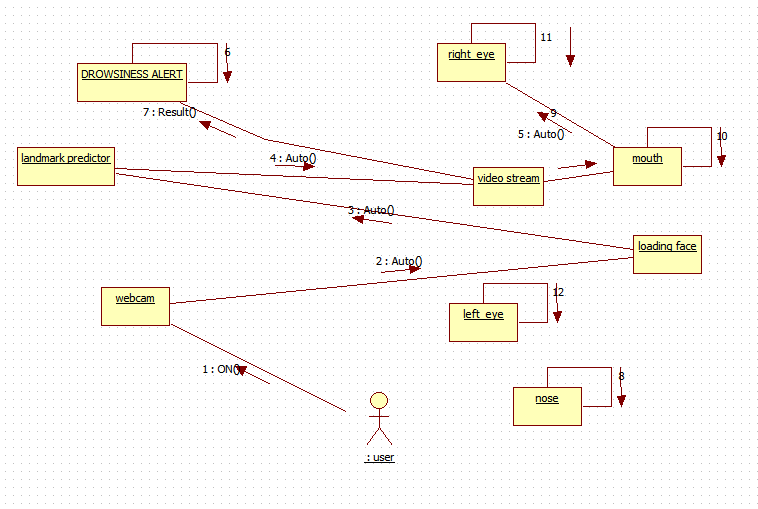 11
right_eye
6
DROWSINESS ALERT
7 : Result()
9
5 : Auto()
10
mouth
landmark predictor
4 : Auto()
video stream
3 : Auto()
loading face
2 : Auto()
webcam
12
left_eye
1 : ON()
8
nose
: user